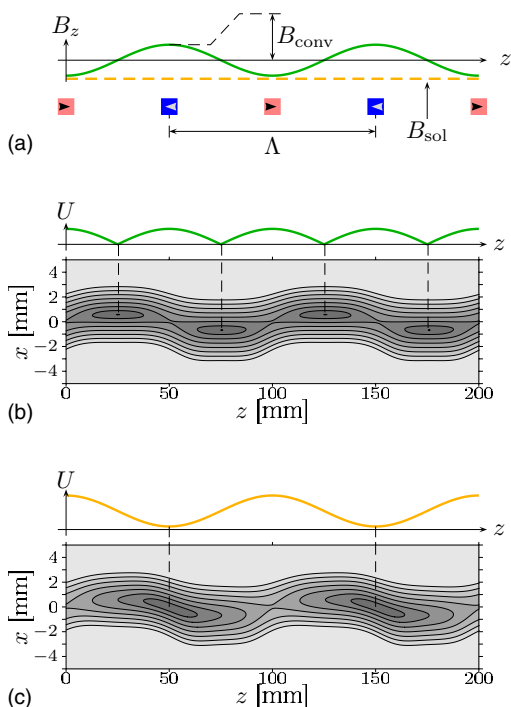 B_z
B_conv
z
B_sol
Λ
(a)
U
z
4
2
0
−2
−4
x [mm]
0 50 100 150 200
z [mm]
(b)
U
z
4
2
0
−2
−4
x [mm]
0 50 100 150 200
z [mm]
(c)